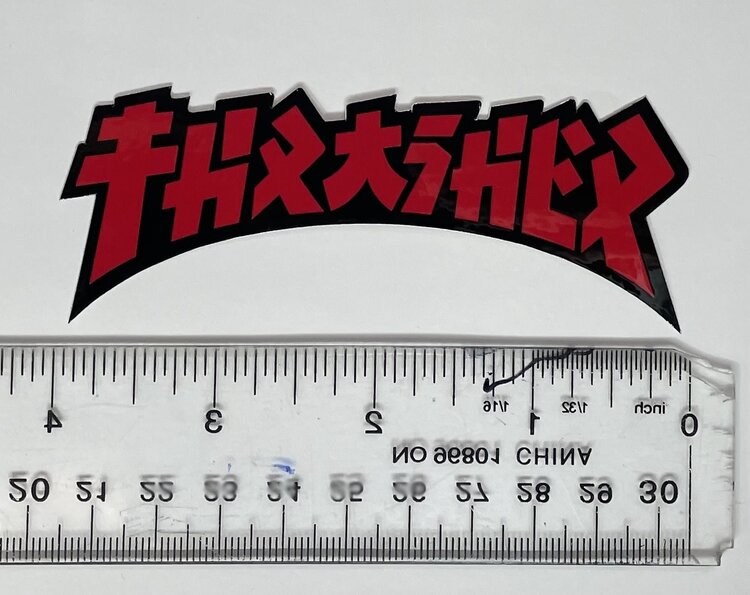 THRASHER
4 3 2 1 0
1/16 1/32 inch
NO 96801 CHINA
20 21 22 23 24 25 26 27 28 29 30